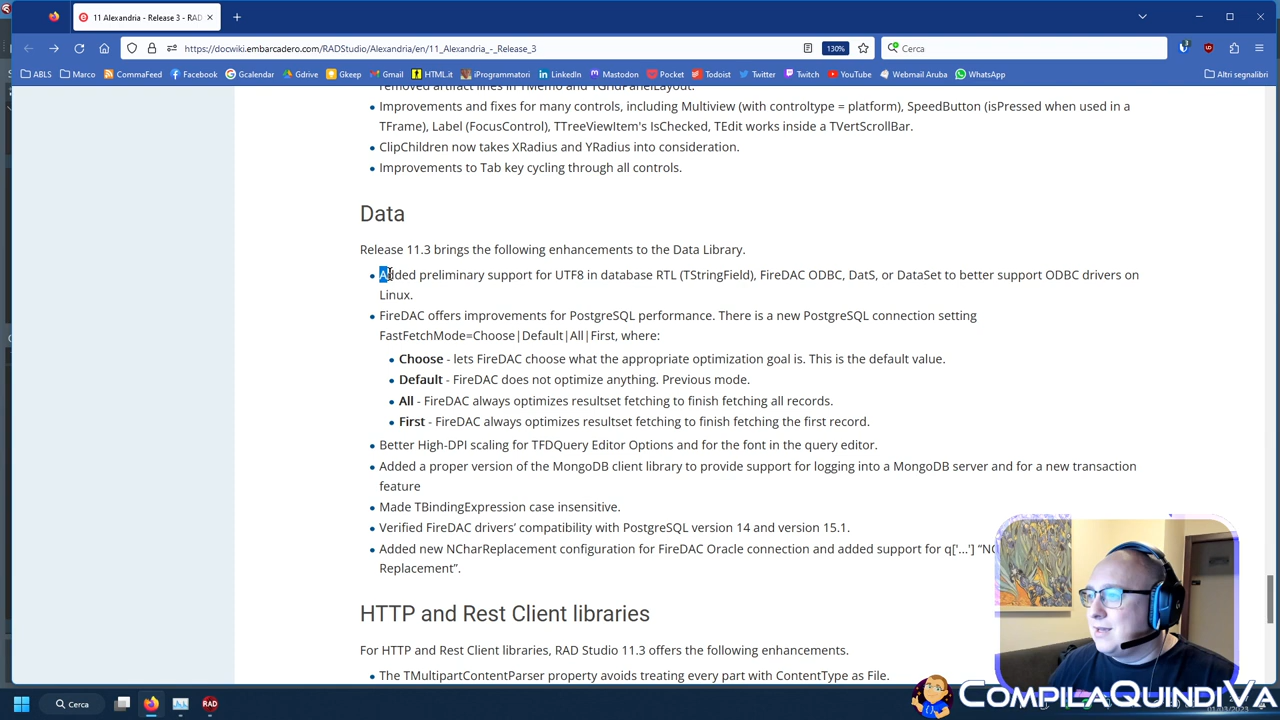 11 Alexandria - Release 3 - RAD
https://docwiki.embarcadero.com/RADStudio/Alexandria/en/11_Alexandria_-_Release_3
130%
Cerca
ABLS
Marco
CommaFeed
Facebook
Gcalendar
Gdrive
Gkeep
Gmail
HTML.it
iProgrammatori
LinkedIn
Mastodon
Pocket
Todoist
Twitter
Twitch
YouTube
Webmail Aruba
WhatsApp
Altri segnalibri
removed artifact lines in TMemo and TGridPanelLayout.
Improvements and fixes for many controls, including Multiview (with controltype = platform), SpeedButton (isPressed when used in a
TFrame), Label (FocusControl), TTreeViewItem's IsChecked, TEdit works inside a TVertScrollBar.
ClipChildren now takes XRadius and YRadius into consideration.
Improvements to Tab key cycling through all controls.
Data
Release 11.3 brings the following enhancements to the Data Library.
Added preliminary support for UTF8 in database RTL (TStringField), FireDAC ODBC, DatS, or DataSet to better support ODBC drivers on
Linux.
FireDAC offers improvements for PostgreSQL performance. There is a new PostgreSQL connection setting
FastFetchMode=Choose|Default|All|First, where:
Choose - lets FireDAC choose what the appropriate optimization goal is. This is the default value.
Default - FireDAC does not optimize anything. Previous mode.
All - FireDAC always optimizes resultset fetching to finish fetching all records.
First - FireDAC always optimizes resultset fetching to finish fetching the first record.
Better High-DPI scaling for TFDQuery Editor Options and for the font in the query editor.
Added a proper version of the MongoDB client library to provide support for logging into a MongoDB server and for a new transaction
feature
Made TBindingExpression case insensitive.
Verified FireDAC drivers' compatibility with PostgreSQL version 14 and version 15.1.
Added new NCharReplacement configuration for FireDAC Oracle connection and added support for q['...'] “NC
Replacement”.
HTTP and Rest Client libraries
For HTTP and Rest Client libraries, RAD Studio 11.3 offers the following enhancements.
The TMultipartContentParser property avoids treating every part with ContentType as File.
Cerca
RAD
COMPILAQUINDIVA